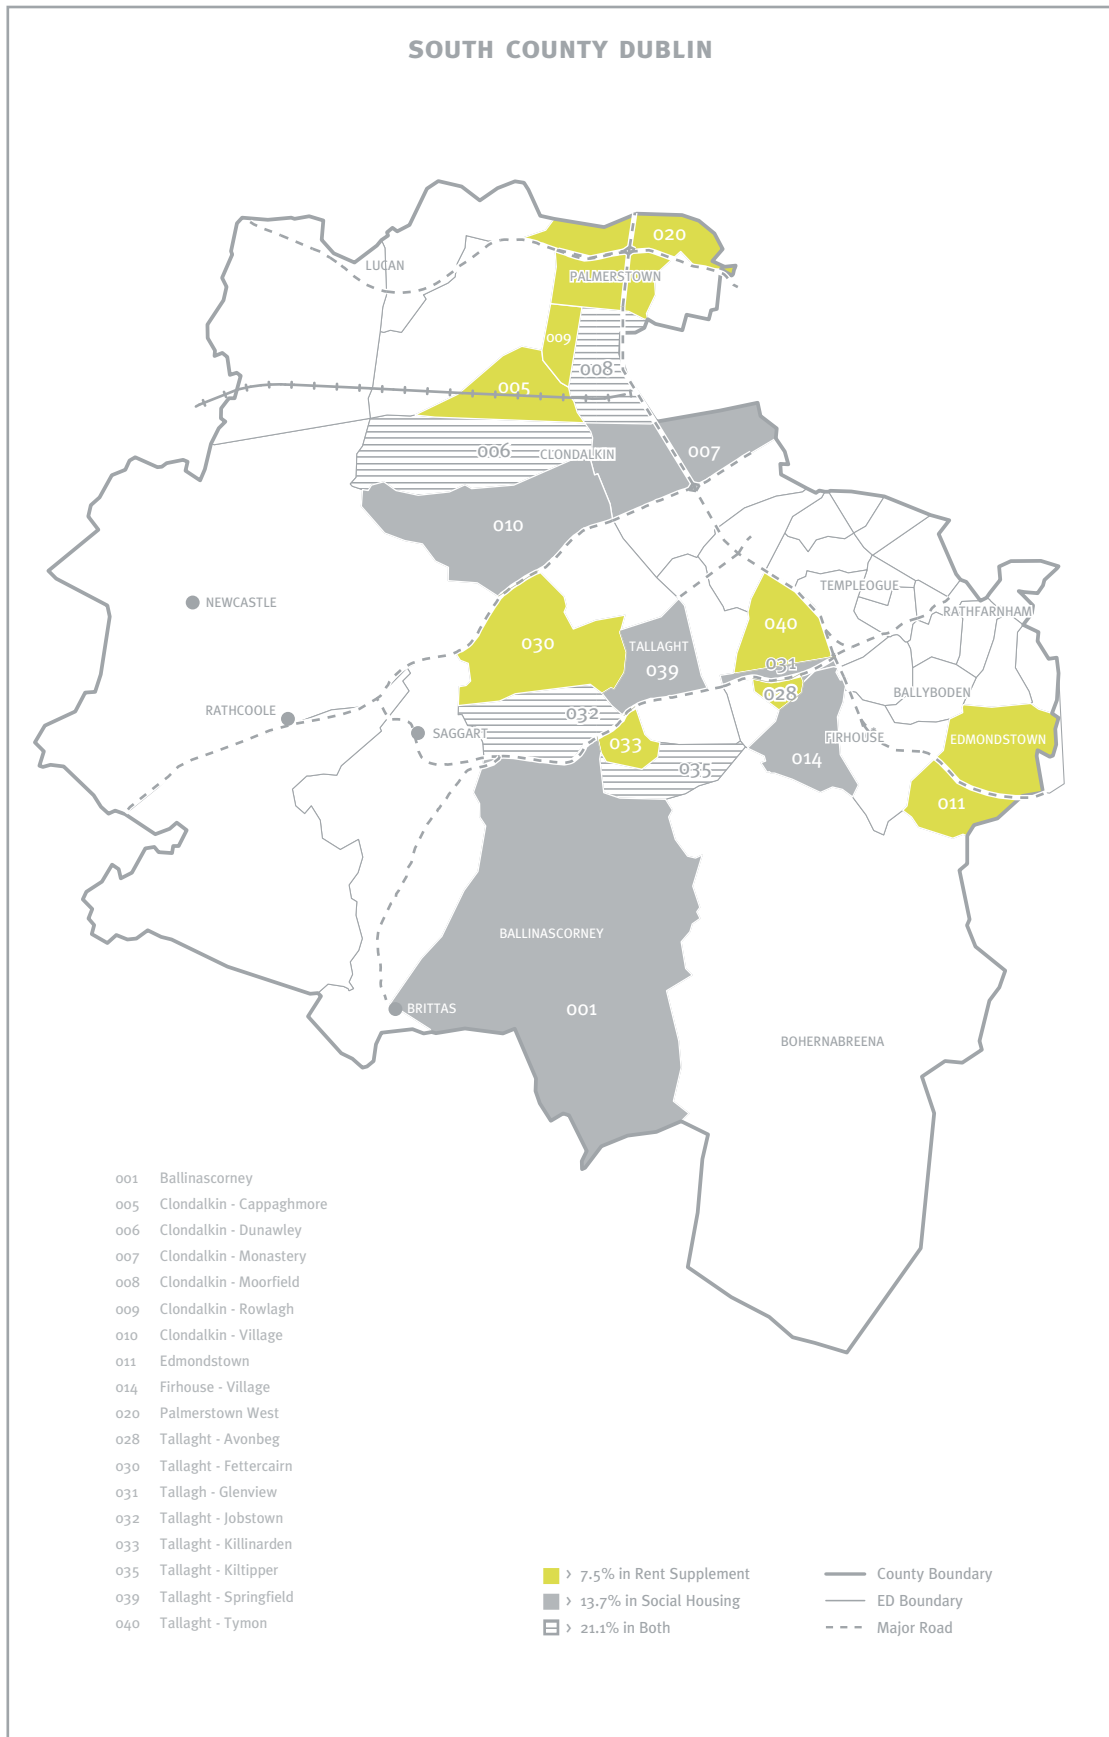 SOUTH COUNTY DUBLIN
020
LUCAN
PALMERSTOWN
009
008
005
006
CLONDALKIN
007
010
TEMPLEOGUE
NEWCASTLE
RATHFARNHAM
040
030
TALLAGHT
039
031
028
BALLYBODEN
RATHCOOLE
032
SAGGART
033
FIRHOUSE
EDMONDSTOWN
014
035
011
BALLINASCORNEY
BRITTAS
001
BOHERNABREENA
001 Ballinascorney
005 Clondalkin - Cappaghmore
006 Clondalkin - Dunawley
007 Clondalkin - Monastery
008 Clondalkin - Moorfield
009 Clondalkin - Rowlagh
010 Clondalkin - Village
011 Edmondstown
014 Firhouse - Village
020 Palmerstown West
028 Tallaght - Avonbeg
030 Tallaght - Fettercairn
031 Tallagh - Glenview
032 Tallaght - Jobstown
033 Tallaght - Killinarden
035 Tallaght - Kiltipper
039 Tallaght - Springfield
040 Tallaght - Tymon
> 7.5% in Rent Supplement
> 13.7% in Social Housing
> 21.1% in Both
County Boundary
ED Boundary
Major Road